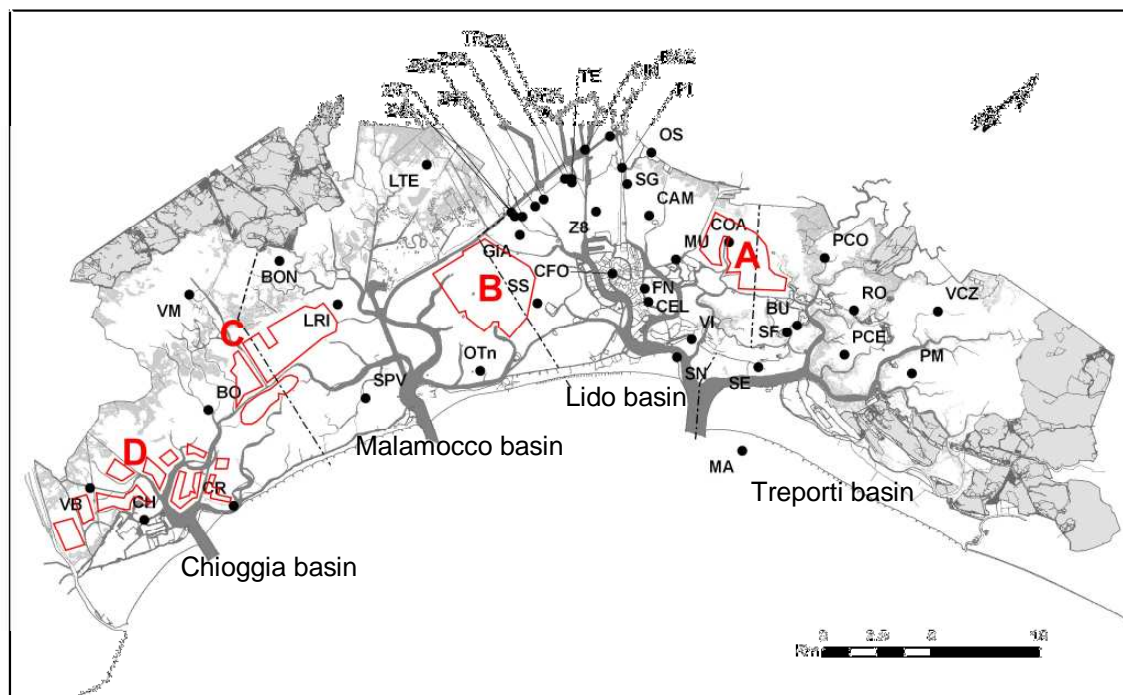 TE
OS
SG
LTE
CAM
Z8
COA
MU
A
PCO
GIA
BON
CFO
B
SS
FN
CEL
RO
VCZ
VM
BU
C
LRI
VI
SF
PCE
PM
OTn
SN
SE
BO
SPV
Lido basin
Malamocco basin
D
MA
Treporti basin
VB
CR
CH
Chioggia basin